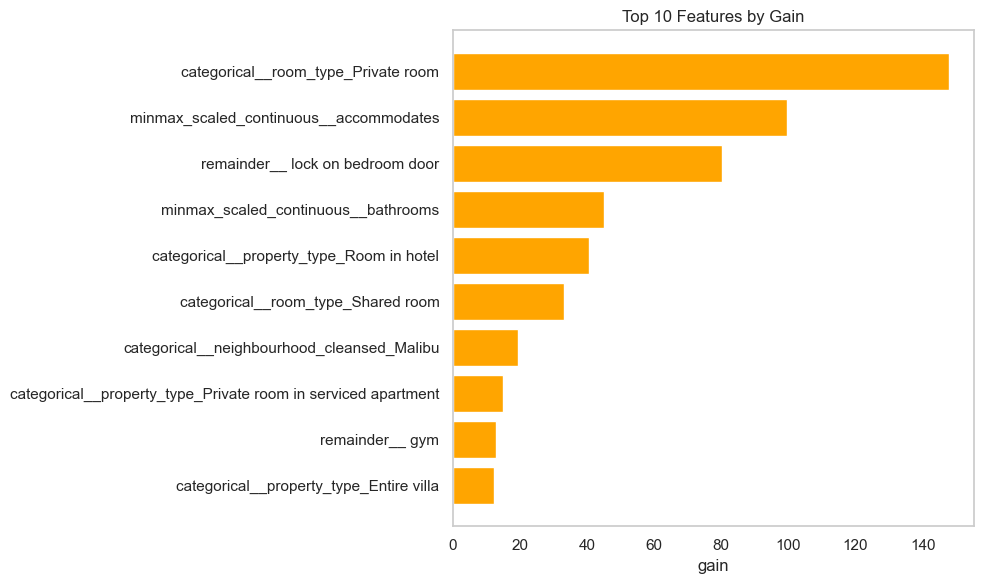 Top 10 Features by Gain
categorical__room_type_Private room
minmax_scaled_continuous__accommodates
remainder__ lock on bedroom door
minmax_scaled_continuous__bathrooms
categorical__property_type_Room in hotel
categorical__room_type_Shared room
categorical__neighbourhood_cleansed_Malibu
categorical__property_type_Private room in serviced apartment
remainder__ gym
categorical__property_type_Entire villa
0 20 40 60 80 100 120 140
gain